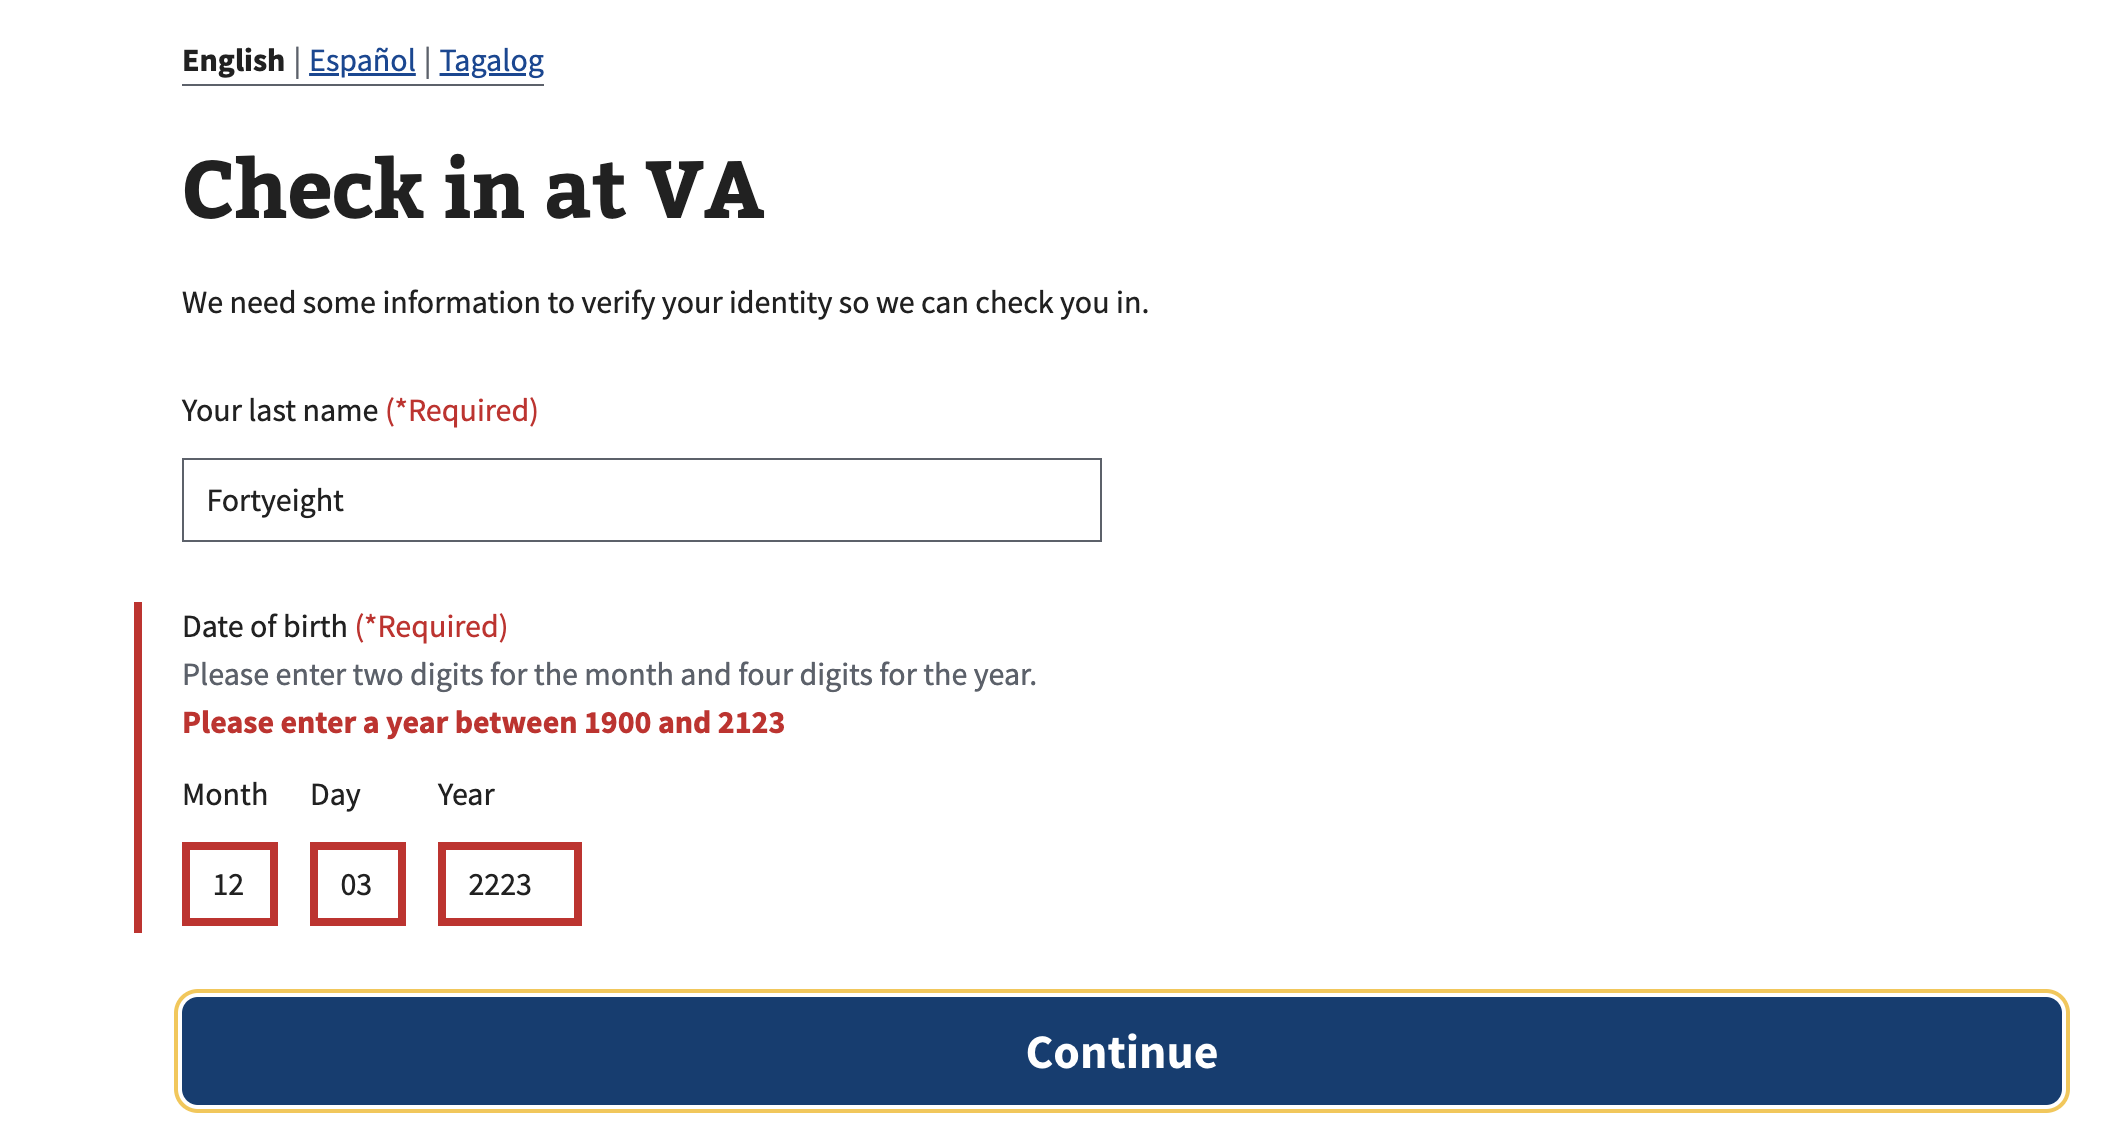 English | Español | Tagalog
Check in at VA
We need some information to verify your identity so we can check you in.
Your last name (*Required)
Fortyeight
Date of birth (*Required)
Please enter two digits for the month and four digits for the year.
Please enter a year between 1900 and 2123
Month Day Year
12 03 2223
Continue